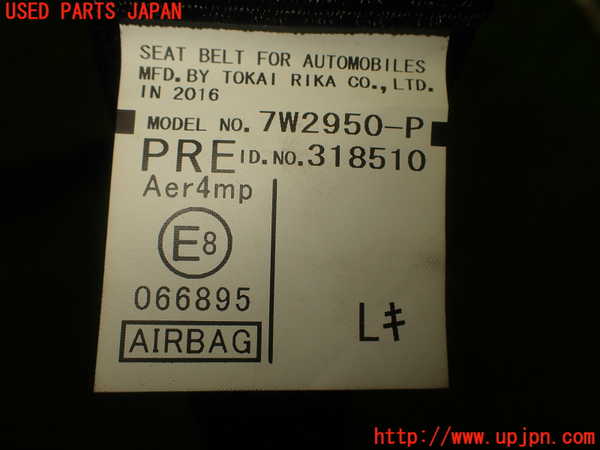 USED PARTS JAPAN
SEAT BELT FOR AUTOMOBILES
MFD. BY TOKAI RIKA CO., LTD.
IN 2016
MODEL NO. 7W2950-P
PRE ID.NO.318510
Aer4mp
E8
066895
AIRBAG
Lキ
http://www.upjpn.com/